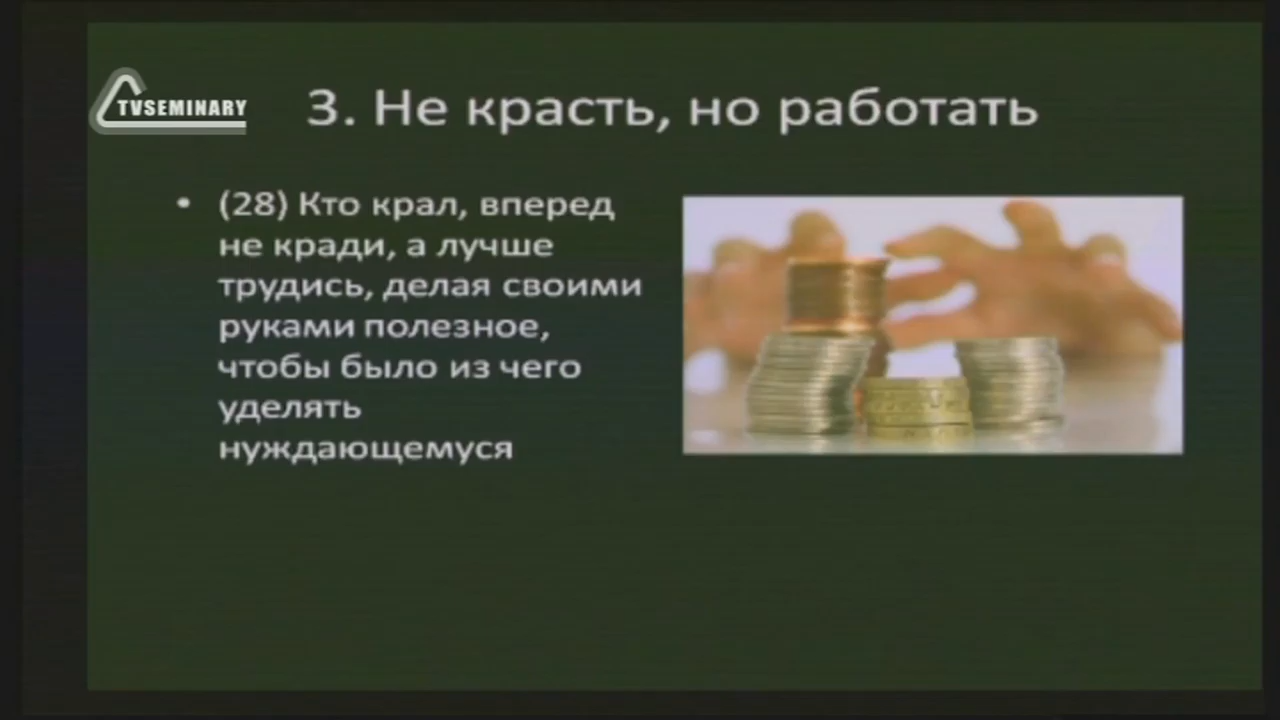 TVSEMINARY
3. Не красть, но работать
• (28) Кто крал, вперед
не кради, а лучше
трудись, делая своими
руками полезное,
чтобы было из чего
уделять
нуждающемуся